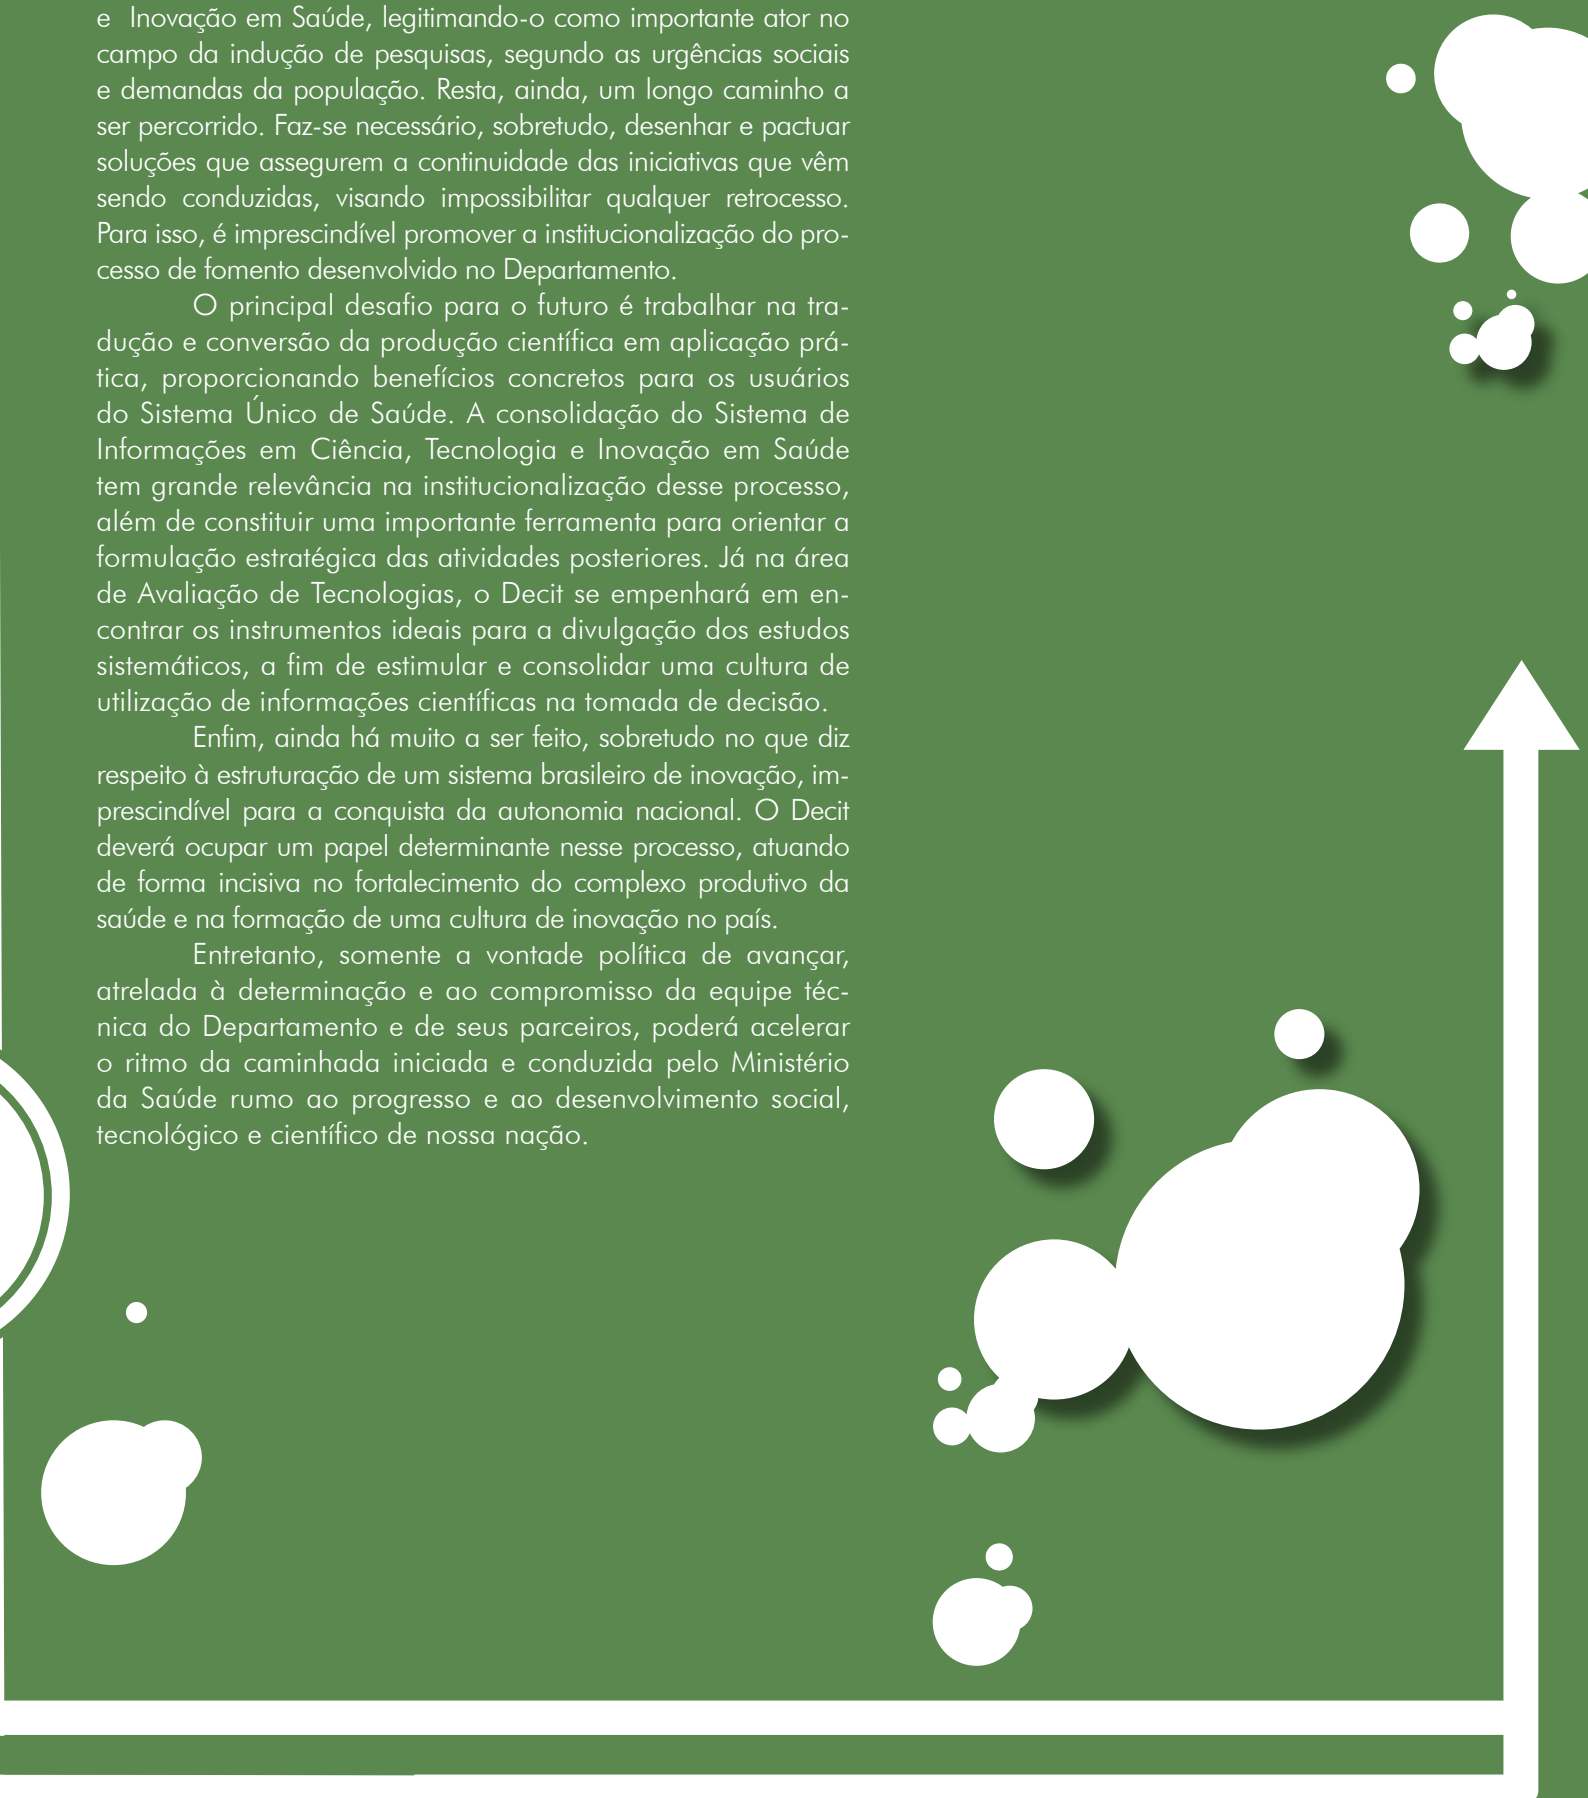 e  Inovação em Saúde, legitimando-o como importante ator no
campo da indução de pesquisas, segundo as urgências sociais
e demandas da população. Resta, ainda, um longo caminho a
ser percorrido. Faz-se necessário, sobretudo, desenhar e pactuar
soluções que assegurem a continuidade das iniciativas que vêm
sendo conduzidas, visando impossibilitar qualquer retrocesso.
Para isso, é imprescindível promover a institucionalização do pro-
cesso de fomento desenvolvido no Departamento.
O principal desafio para o futuro é trabalhar na tra-
dução e conversão da produção científica em aplicação prá-
tica, proporcionando benefícios concretos para os usuários
do Sistema Único de Saúde. A consolidação do Sistema de
Informações em Ciência, Tecnologia e Inovação em Saúde
tem grande relevância na institucionalização desse processo,
além de constituir uma importante ferramenta para orientar a
formulação estratégica das atividades posteriores. Já na área
de Avaliação de Tecnologias, o Decit se empenhará em en-
contrar os instrumentos ideais para a divulgação dos estudos
sistemáticos, a fim de estimular e consolidar uma cultura de
utilização de informações científicas na tomada de decisão.
Enfim, ainda há muito a ser feito, sobretudo no que diz
respeito à estruturação de um sistema brasileiro de inovação, im-
prescindível para a conquista da autonomia nacional. O Decit
deverá ocupar um papel determinante nesse processo, atuando
de forma incisiva no fortalecimento do complexo produtivo da
saúde e na formação de uma cultura de inovação no país.
Entretanto, somente a vontade política de avançar,
atrelada à determinação e ao compromisso da equipe téc-
nica do Departamento e de seus parceiros, poderá acelerar
o ritmo da caminhada iniciada e conduzida pelo Ministério
da Saúde rumo ao progresso e ao desenvolvimento social,
tecnológico e científico de nossa nação.